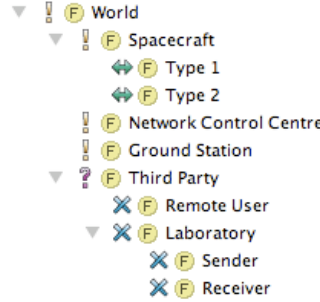 ! F World
! F Spacecraft
F Type 1
F Type 2
! F Network Control Centre
! F Ground Station
? F Third Party
F Remote User
F Laboratory
F Sender
F Receiver